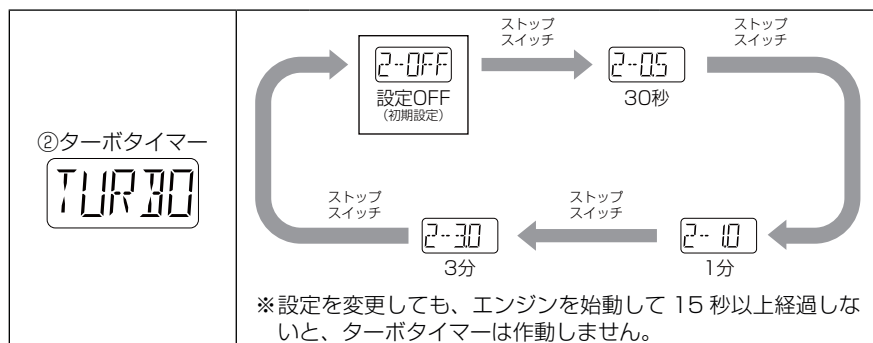 ②ターボタイマー
TURBO
ストップ
スイッチ
ストップ
スイッチ
2--OFF
設定OFF
(初期設定)
2--0.5
30秒
ストップ
スイッチ
ストップ
スイッチ
2--3.0
3分
2--1.0
1分
※設定を変更しても、エンジンを始動して 15 秒以上経過しな
いと、ターボタイマーは作動しません。